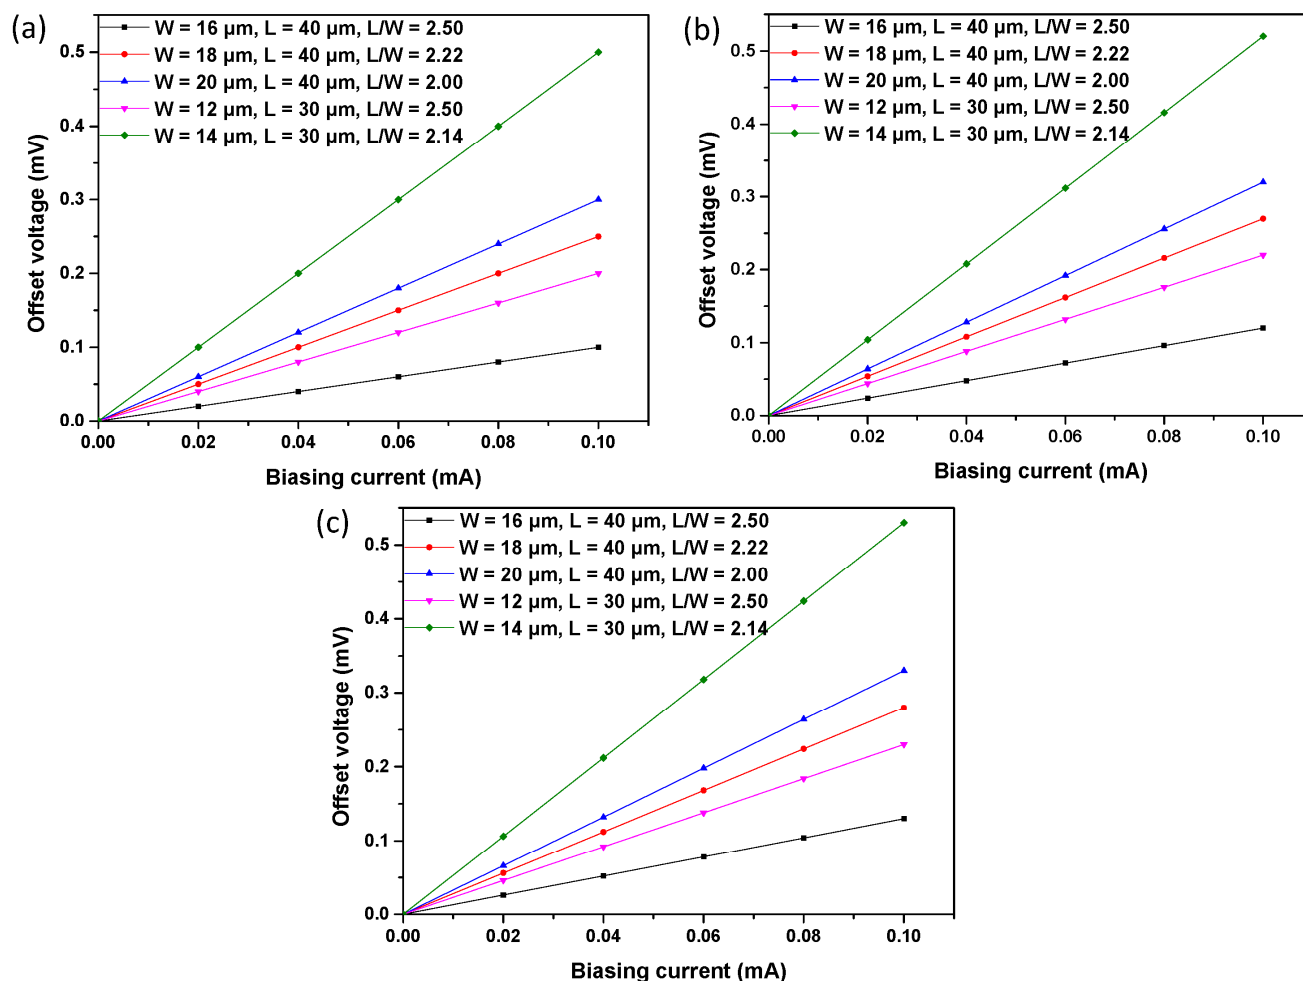 (a)
W = 16 µm, L = 40 µm, L/W = 2.50
W = 18 µm, L = 40 µm, L/W = 2.22
W = 20 µm, L = 40 µm, L/W = 2.00
W = 12 µm, L = 30 µm, L/W = 2.50
W = 14 µm, L = 30 µm, L/W = 2.14
0.5
0.4
0.3
0.2
0.1
0.0
Offset voltage (mV)
0.00 0.02 0.04 0.06 0.08 0.10
Biasing current (mA)
(b)
W = 16 µm, L = 40 µm, L/W = 2.50
W = 18 µm, L = 40 µm, L/W = 2.22
W = 20 µm, L = 40 µm, L/W = 2.00
W = 12 µm, L = 30 µm, L/W = 2.50
W = 14 µm, L = 30 µm, L/W = 2.14
0.5
0.4
0.3
0.2
0.1
0.0
Offset voltage (mV)
0.00 0.02 0.04 0.06 0.08 0.10
Biasing current (mA)
(c)
W = 16 µm, L = 40 µm, L/W = 2.50
W = 18 µm, L = 40 µm, L/W = 2.22
W = 20 µm, L = 40 µm, L/W = 2.00
W = 12 µm, L = 30 µm, L/W = 2.50
W = 14 µm, L = 30 µm, L/W = 2.14
0.5
0.4
0.3
0.2
0.1
0.0
Offset voltage (mV)
0.00 0.02 0.04 0.06 0.08 0.10
Biasing current (mA)